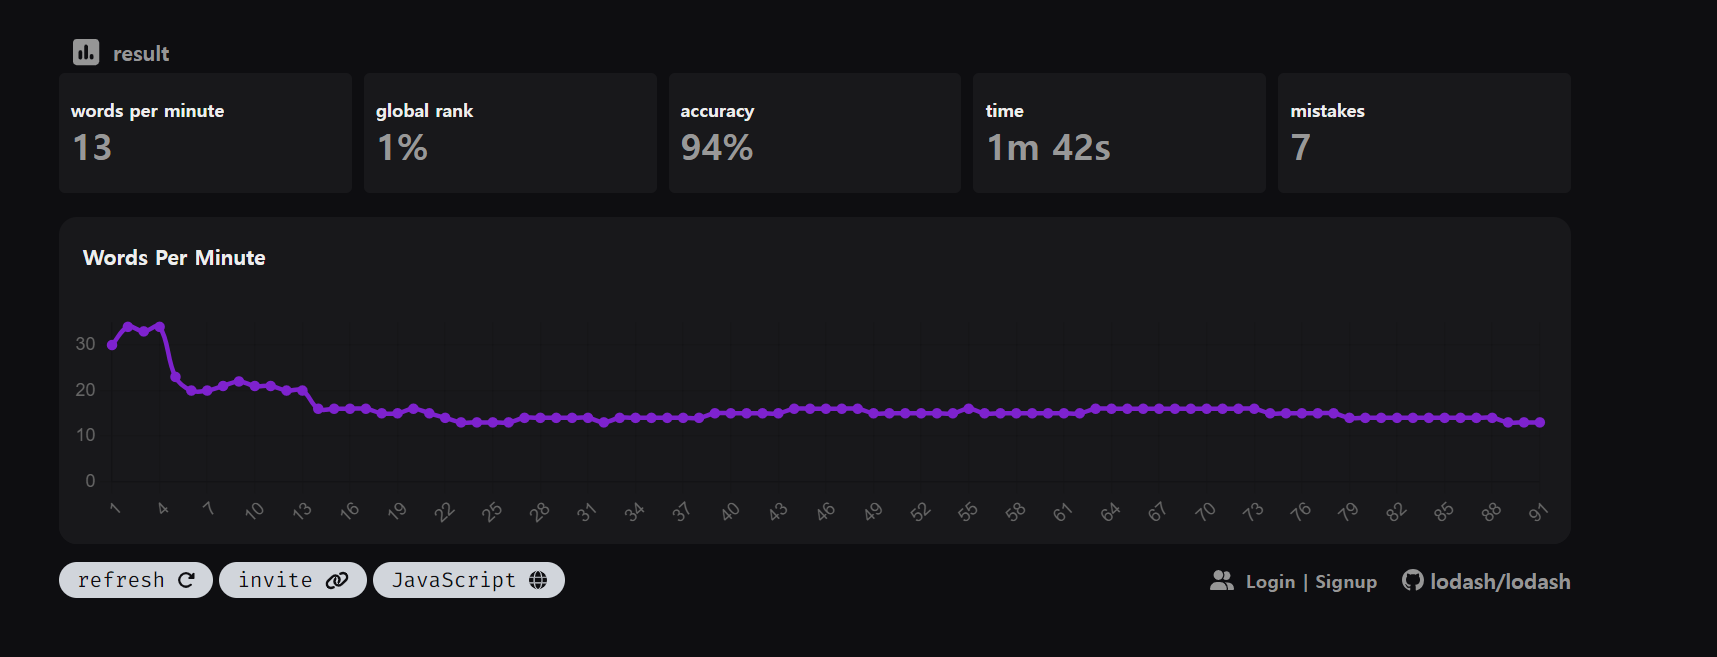 result
words per minute
13
global rank
1%
accuracy
94%
time
1m 42s
mistakes
7
Words Per Minute
30
20
10
0
1 4 7 10 13 16 19 22 25 28 31 34 37 40 43 46 49 52 55 58 61 64 67 70 73 76 79 82 85 88 91
refresh invite JavaScript Login | Signup lodash/lodash